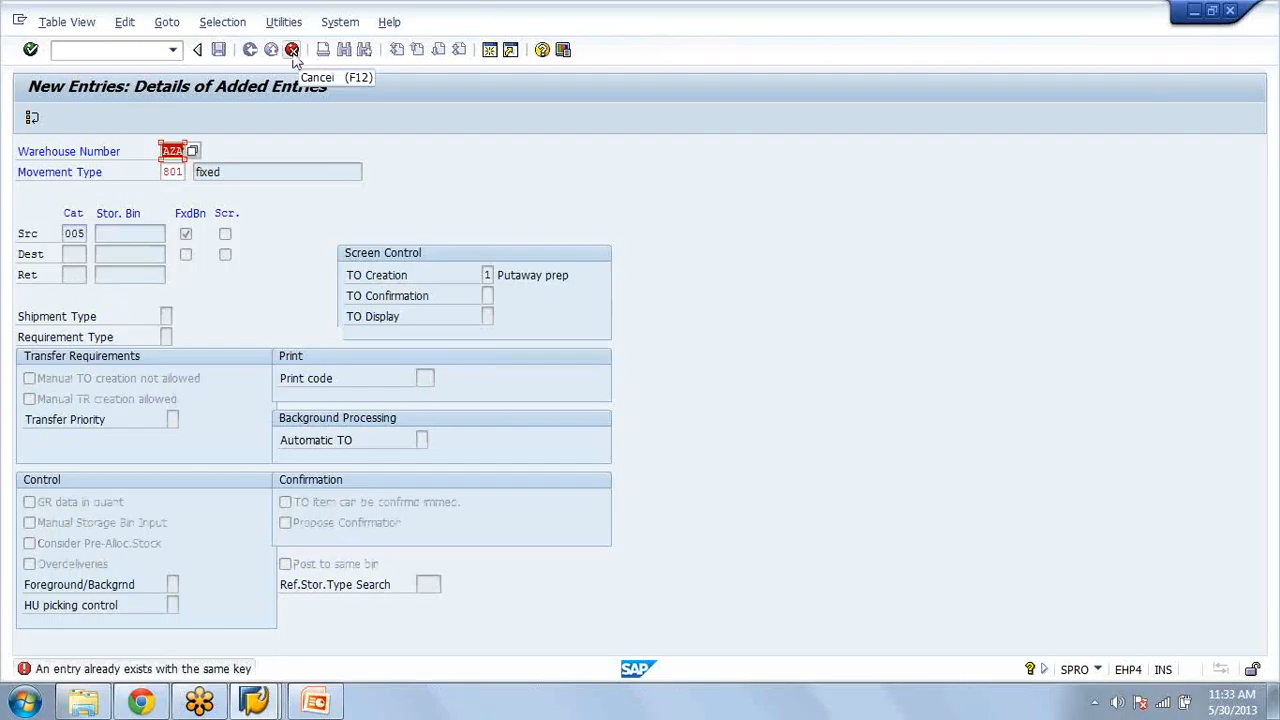 Table View Edit Goto Selection Utilities System Help
Cancel (F12)
New Entries: Details of Added Entries
Warehouse Number AZA
Movement Type 801 fixed
Cat Stor. Bin FxdBn Scr.
Src 005
Dest
Ret
Screen Control
TO Creation 1 Putaway prep
TO Confirmation
TO Display
Shipment Type
Requirement Type
Transfer Requirements
Manual TO creation not allowed
Manual TR creation allowed
Transfer Priority
Print
Print code
Background Processing
Automatic TO
Control
GR data in quant
Manual Storage Bin Input
Consider Pre-Alloc.Stock
Overdeliveries
Foreground/Backgrnd
HU picking control
Confirmation
TO item can be confirmd immed.
Propose Confirmation
Post to same bin
Ref.Stor.Type Search
An entry already exists with the same key
SAP
SPRO EHP4 INS
11:33 AM
5/30/2013